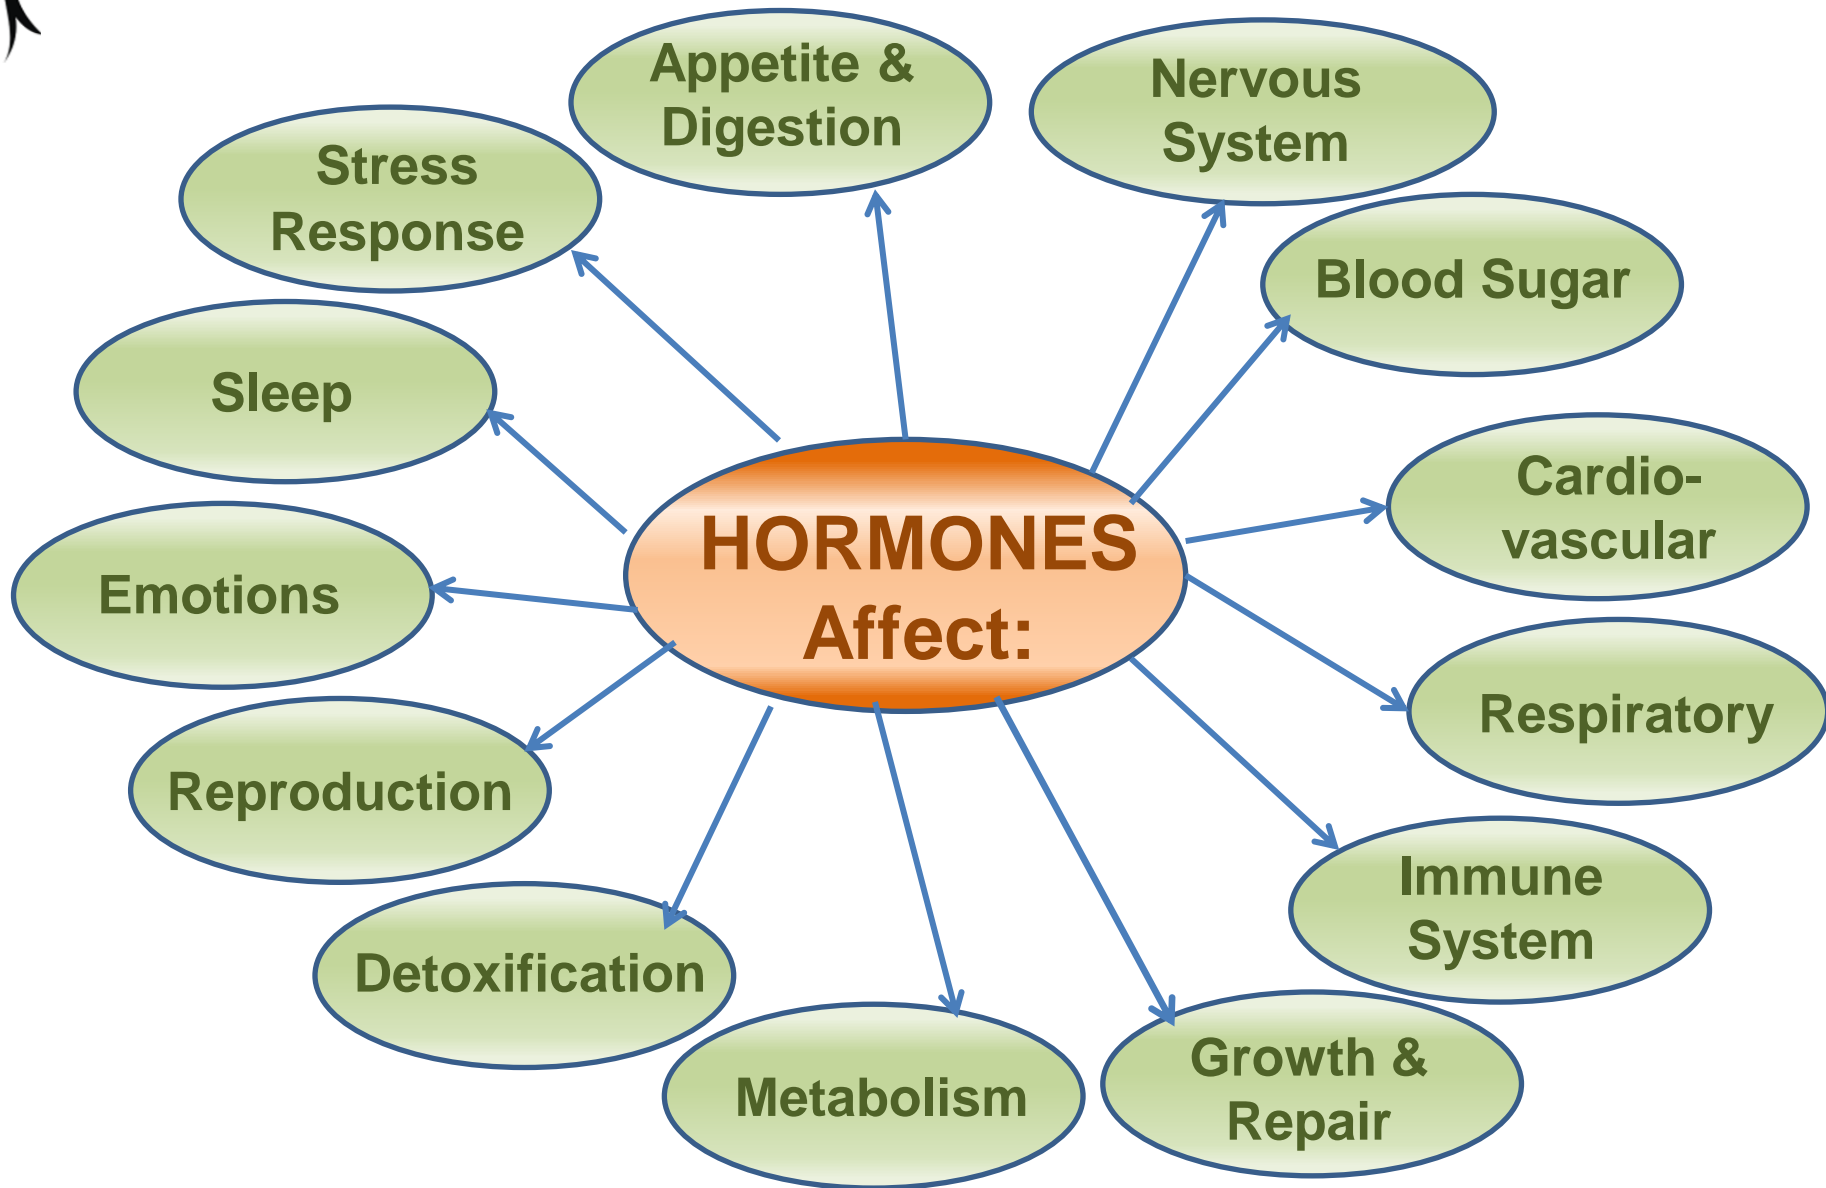 Appetite &
Digestion
Nervous
System
Stress
Response
Blood Sugar
Sleep
Cardio-
vascular
HORMONES
Affect:
Emotions
Respiratory
Reproduction
Immune
System
Detoxification
Metabolism
Growth &
Repair